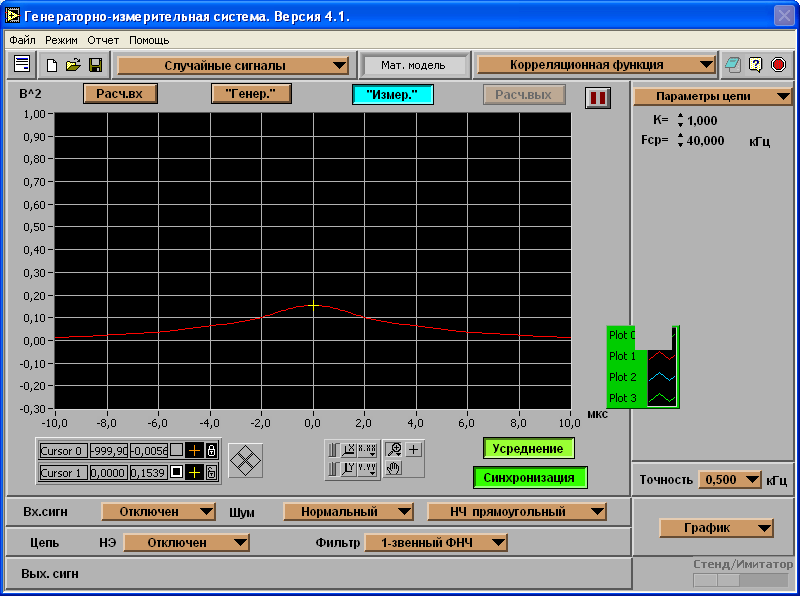 Генераторно-измерительная система. Версия 4.1.
Файл Режим Отчет Помощь
Случайные сигналы Мат. модель Корреляционная функция
B^2 Расч.вх "Генер." "Измер." Расч.вых Параметры цепи
K= 1,000
Fср= 40,000 кГц
1,00
0,90
0,80
0,70
0,60
0,50
0,40
0,30
0,20
0,10
0,00
-0,10
-0,20
-0,30
-10,0 -8,0 -6,0 -4,0 -2,0 0,0 2,0 4,0 6,0 8,0 10,0 мкс
Plot 0
Plot 1
Plot 2
Plot 3
Cursor 0 -999,90 -0,0056
Cursor 1 0,0000 0,1539
X.XX
Y.YY
Усреднение
Синхронизация
Точность 0,500 кГц
Вх.сигн Отключен Шум Нормальный НЧ прямоугольный
График
Цепь НЭ Отключен Фильтр 1-звенный ФНЧ
Стенд/Имитатор
Вых. сигн